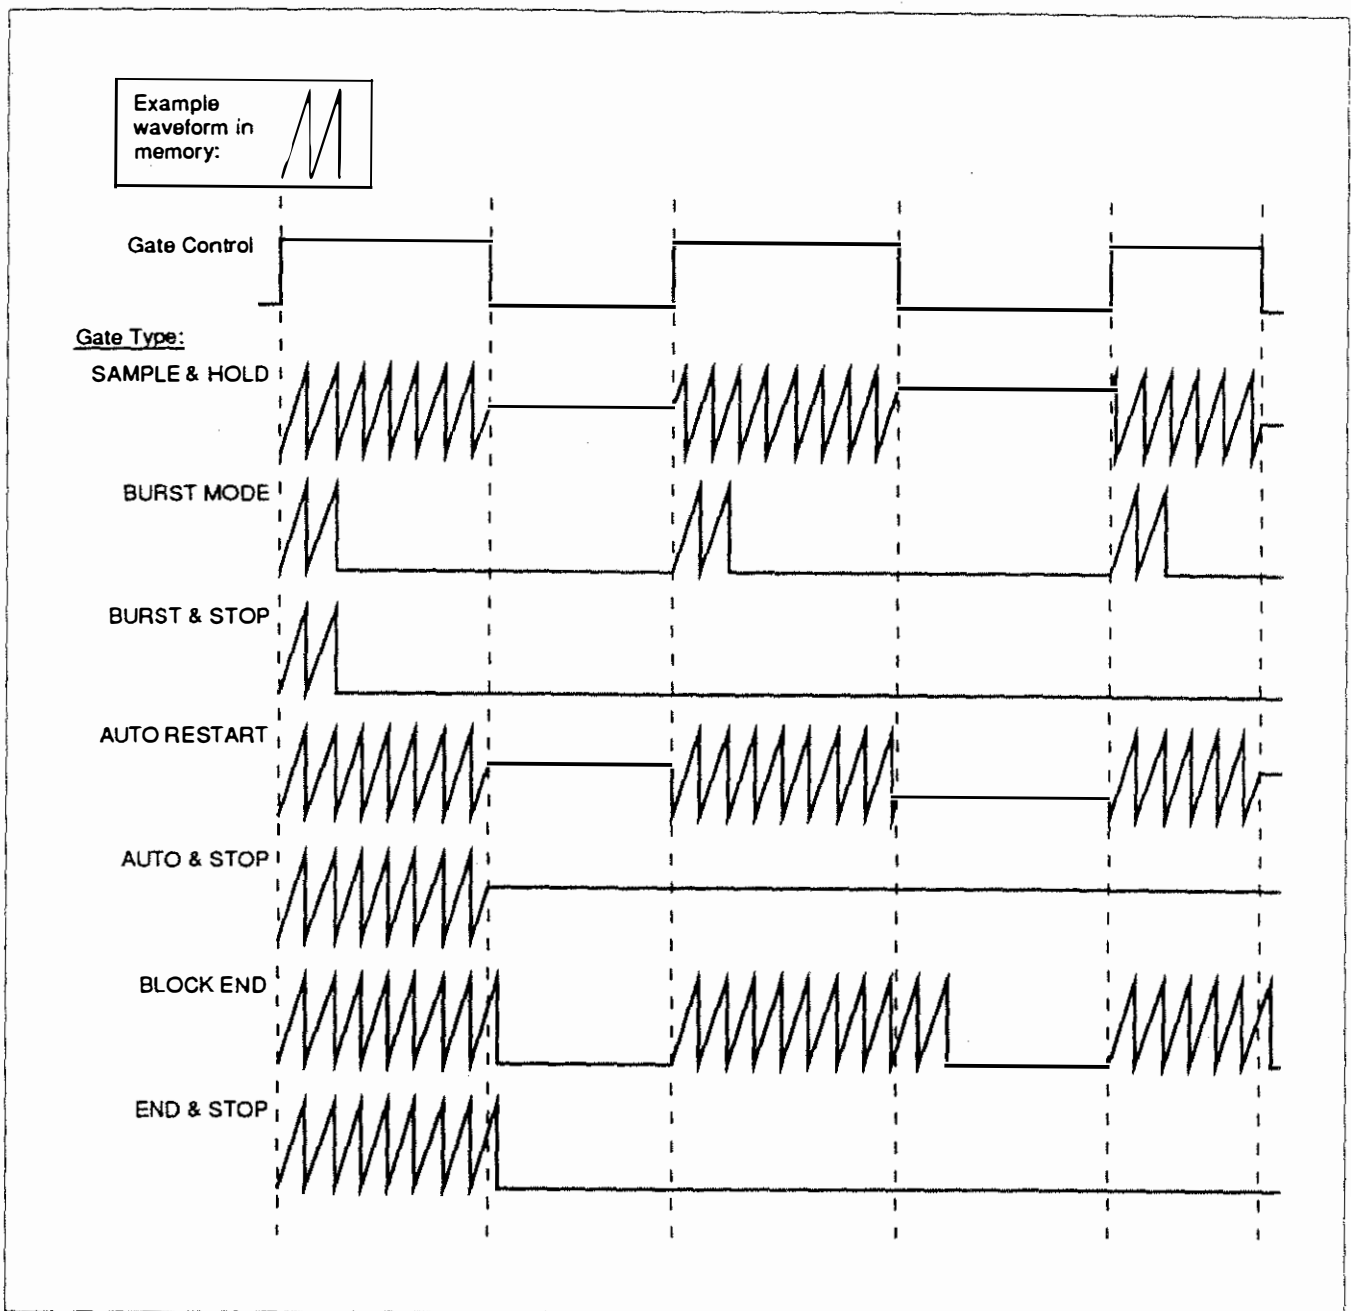 Example
waveform in
memory:
Gate Control
Gate Type:
SAMPLE & HOLD
BURST MODE
BURST & STOP
AUTO RESTART
AUTO & STOP
BLOCK END
END & STOP